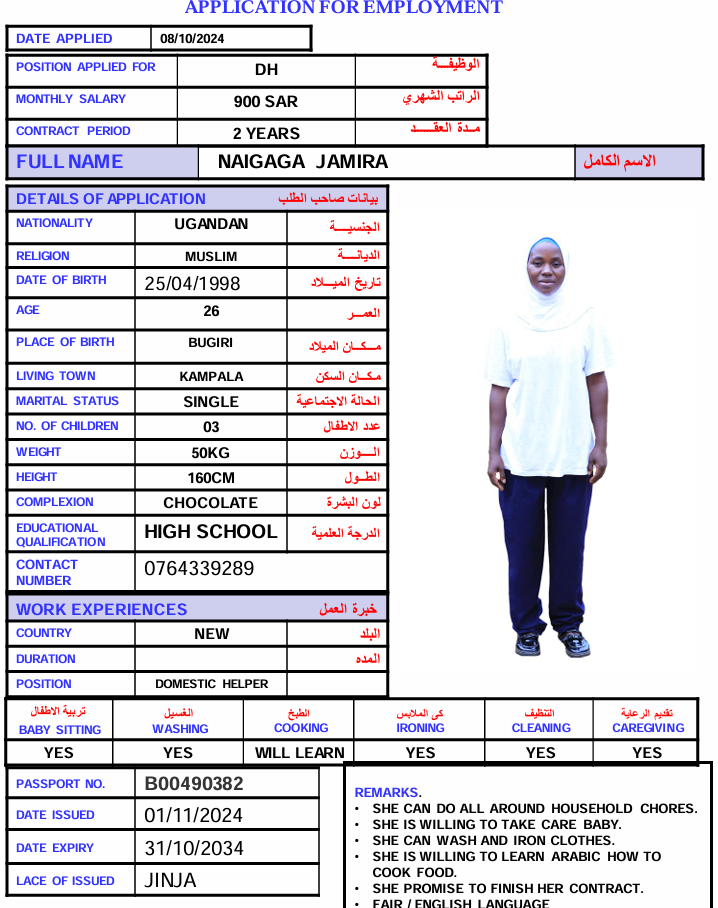 APPLICATION FOR EMPLOYMENT
DATE APPLIED 08/10/2024
POSITION APPLIED FOR DH الوظيفـــة
MONTHLY SALARY 900 SAR الراتب الشهري
CONTRACT PERIOD 2 YEARS مـدة العقـــد
FULL NAME NAIGAGA JAMIRA الاسم الكامل
DETAILS OF APPLICATION بيانات صاحب الطلب
NATIONALITY UGANDAN الجنسيـــة
RELIGION MUSLIM الديانـــة
DATE OF BIRTH 25/04/1998 تاريخ الميـــلاد
AGE 26 العمـــر
PLACE OF BIRTH BUGIRI مـــكـــان الميلاد
LIVING TOWN KAMPALA مـكـان السكن
MARITAL STATUS SINGLE الحالة الاجتماعية
NO. OF CHILDREN 03 عدد الاطفال
WEIGHT 50KG الـــوزن
HEIGHT 160CM الطـــول
COMPLEXION CHOCOLATE لون البشرة
EDUCATIONAL QUALIFICATION HIGH SCHOOL الدرجة العلمية
CONTACT NUMBER 0764339289
WORK EXPERIENCES خبرة العمل
COUNTRY NEW البلد
DURATION المده
POSITION DOMESTIC HELPER
تربية الاطفال الغسيل الطبخ كى الملابس التنظيف تقديم الرعاية
BABY SITTING WASHING COOKING IRONING CLEANING CAREGIVING
YES YES WILL LEARN YES YES YES
PASSPORT NO. B00490382
DATE ISSUED 01/11/2024
DATE EXPIRY 31/10/2034
LACE OF ISSUED JINJA
REMARKS.
• SHE CAN DO ALL AROUND HOUSEHOLD CHORES.
• SHE IS WILLING TO TAKE CARE BABY.
• SHE CAN WASH AND IRON CLOTHES.
• SHE IS WILLING TO LEARN ARABIC HOW TO
COOK FOOD.
• SHE PROMISE TO FINISH HER CONTRACT.
• FAIR / ENGLISH LANGUAGE